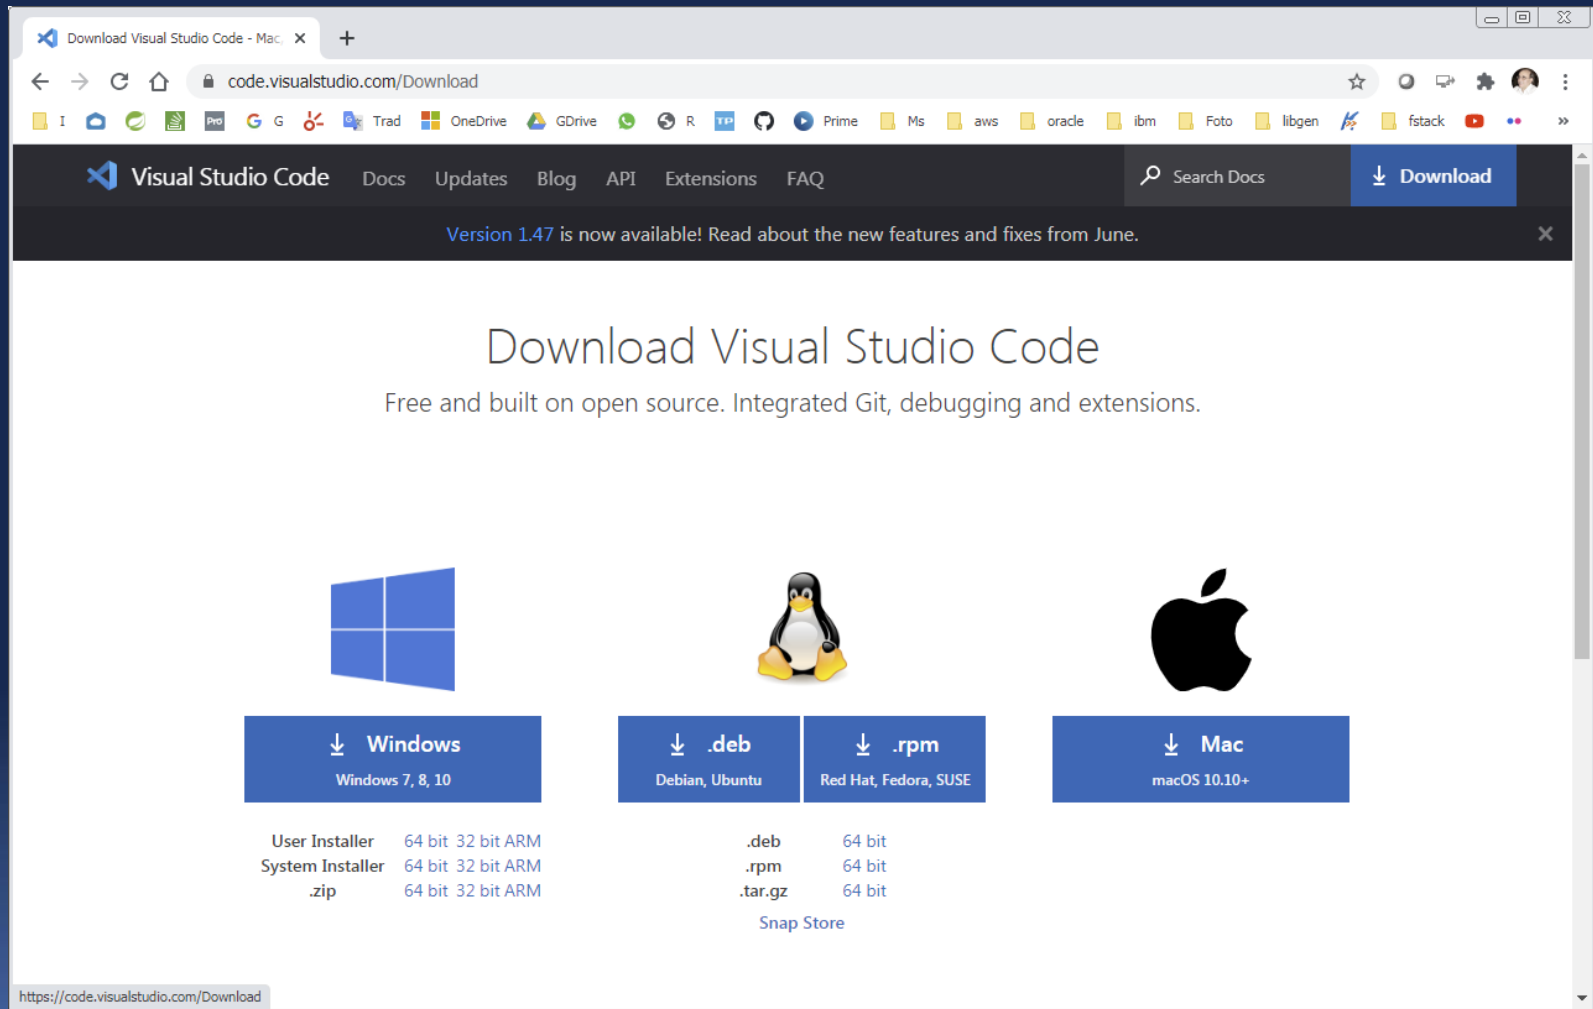 Download Visual Studio Code - Mac,
code.visualstudio.com/Download
I Pro G G Trad OneDrive GDrive R TP Prime Ms aws oracle ibm Foto libgen fstack »
Visual Studio Code Docs Updates Blog API Extensions FAQ Search Docs Download
Version 1.47 is now available! Read about the new features and fixes from June.
Download Visual Studio Code
Free and built on open source. Integrated Git, debugging and extensions.
Windows .deb .rpm Mac
Windows 7, 8, 10 Debian, Ubuntu Red Hat, Fedora, SUSE macOS 10.10+
User Installer 64 bit 32 bit ARM .deb 64 bit
System Installer 64 bit 32 bit ARM .rpm 64 bit
.zip 64 bit 32 bit ARM .tar.gz 64 bit
Snap Store
https://code.visualstudio.com/Download